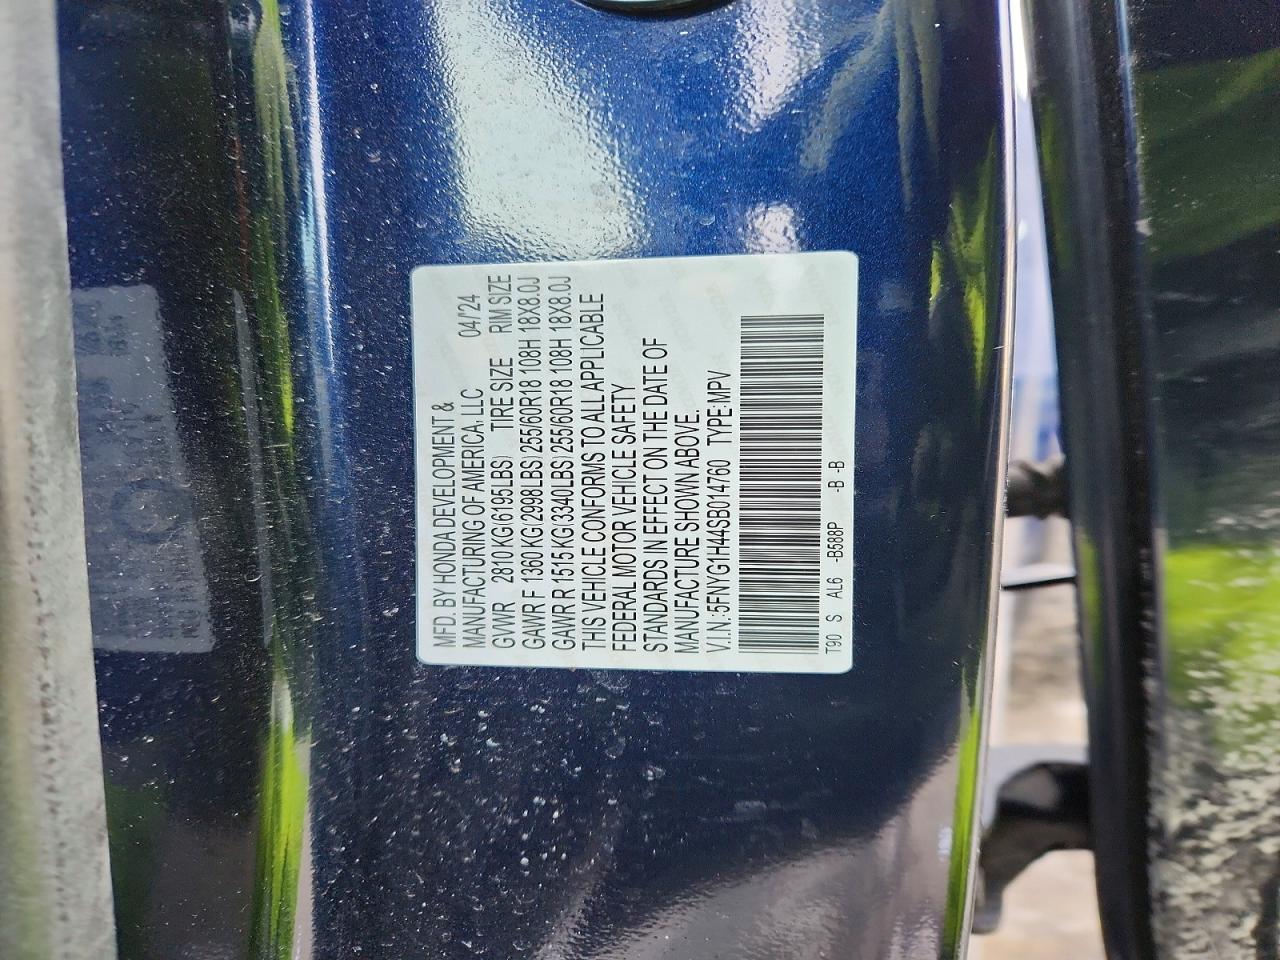 MFD. BY HONDA DEVELOPMENT &
MANUFACTURING OF AMERICA, LLC 04/24
GVWR 2810 KG(6195LBS) TIRE SIZE RM SIZE
GAWR F 1360 KG(2998LBS) 255/60R18 108H 18X8.0J
GAWR R 1515 KG(3340LBS) 255/60R18 108H 18X8.0J
THIS VEHICLE CONFORMS TO ALL APPLICABLE
FEDERAL MOTOR VEHICLE SAFETY
STANDARDS IN EFFECT ON THE DATE OF
MANUFACTURE SHOWN ABOVE.
V.I.N.:5FNYG1H44SB014760 TYPE:MPV
T90 S AL6 -B588P -B -B